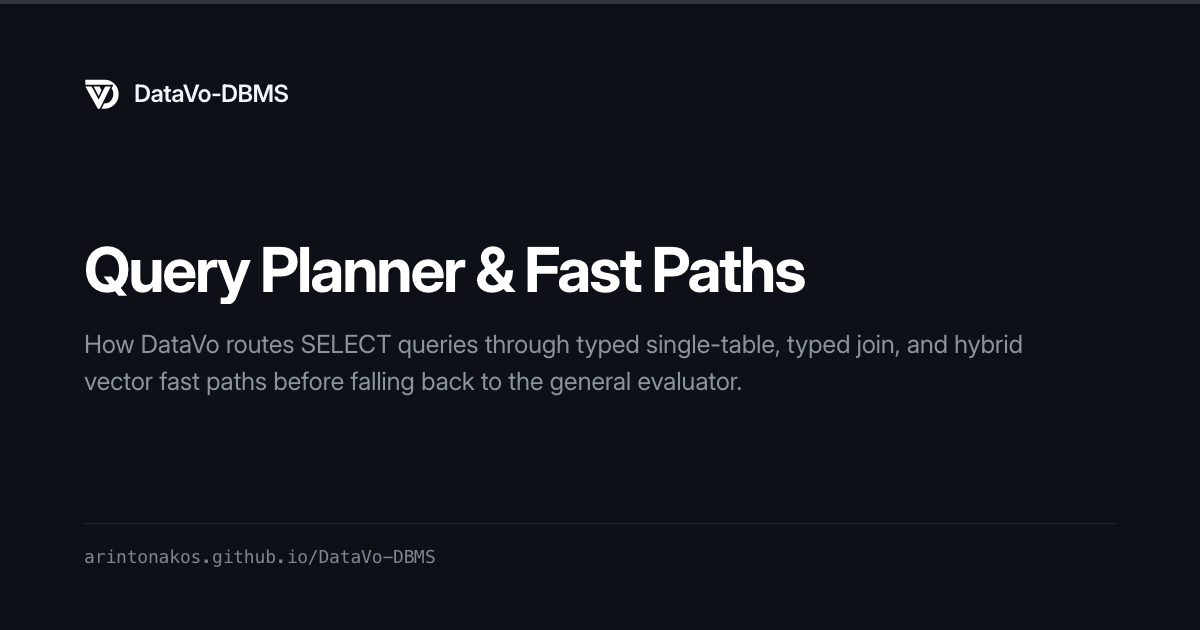 DataVo-DBMS
Query Planner & Fast Paths
How DataVo routes SELECT queries through typed single-table, typed join, and hybrid
vector fast paths before falling back to the general evaluator.
arintonakos.github.io/DataVo-DBMS